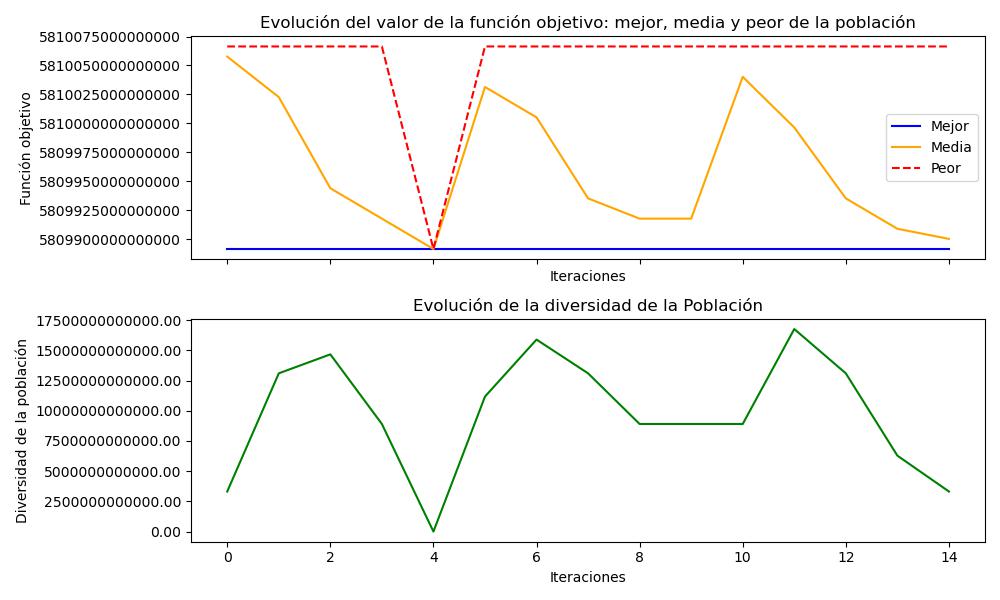 Evolución del valor de la función objetivo: mejor, media y peor de la población
Función objetivo
5810075000000000
5810050000000000
5810025000000000
5810000000000000
5809975000000000
5809950000000000
5809925000000000
5809900000000000
Mejor
Media
Peor
Iteraciones
Evolución de la diversidad de la Población
Diversidad de la población
17500000000000.00
15000000000000.00
12500000000000.00
10000000000000.00
7500000000000.00
5000000000000.00
2500000000000.00
0.00
0 2 4 6 8 10 12 14
Iteraciones